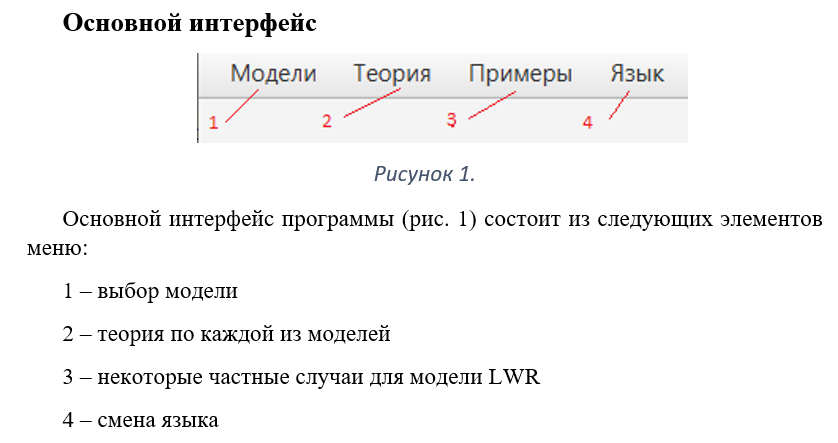 Основной интерфейс
Модели Теория Примеры Язык
1 2 3 4
Рисунок 1.
Основной интерфейс программы (рис. 1) состоит из следующих элементов
меню:
1 – выбор модели
2 – теория по каждой из моделей
3 – некоторые частные случаи для модели LWR
4 – смена языка